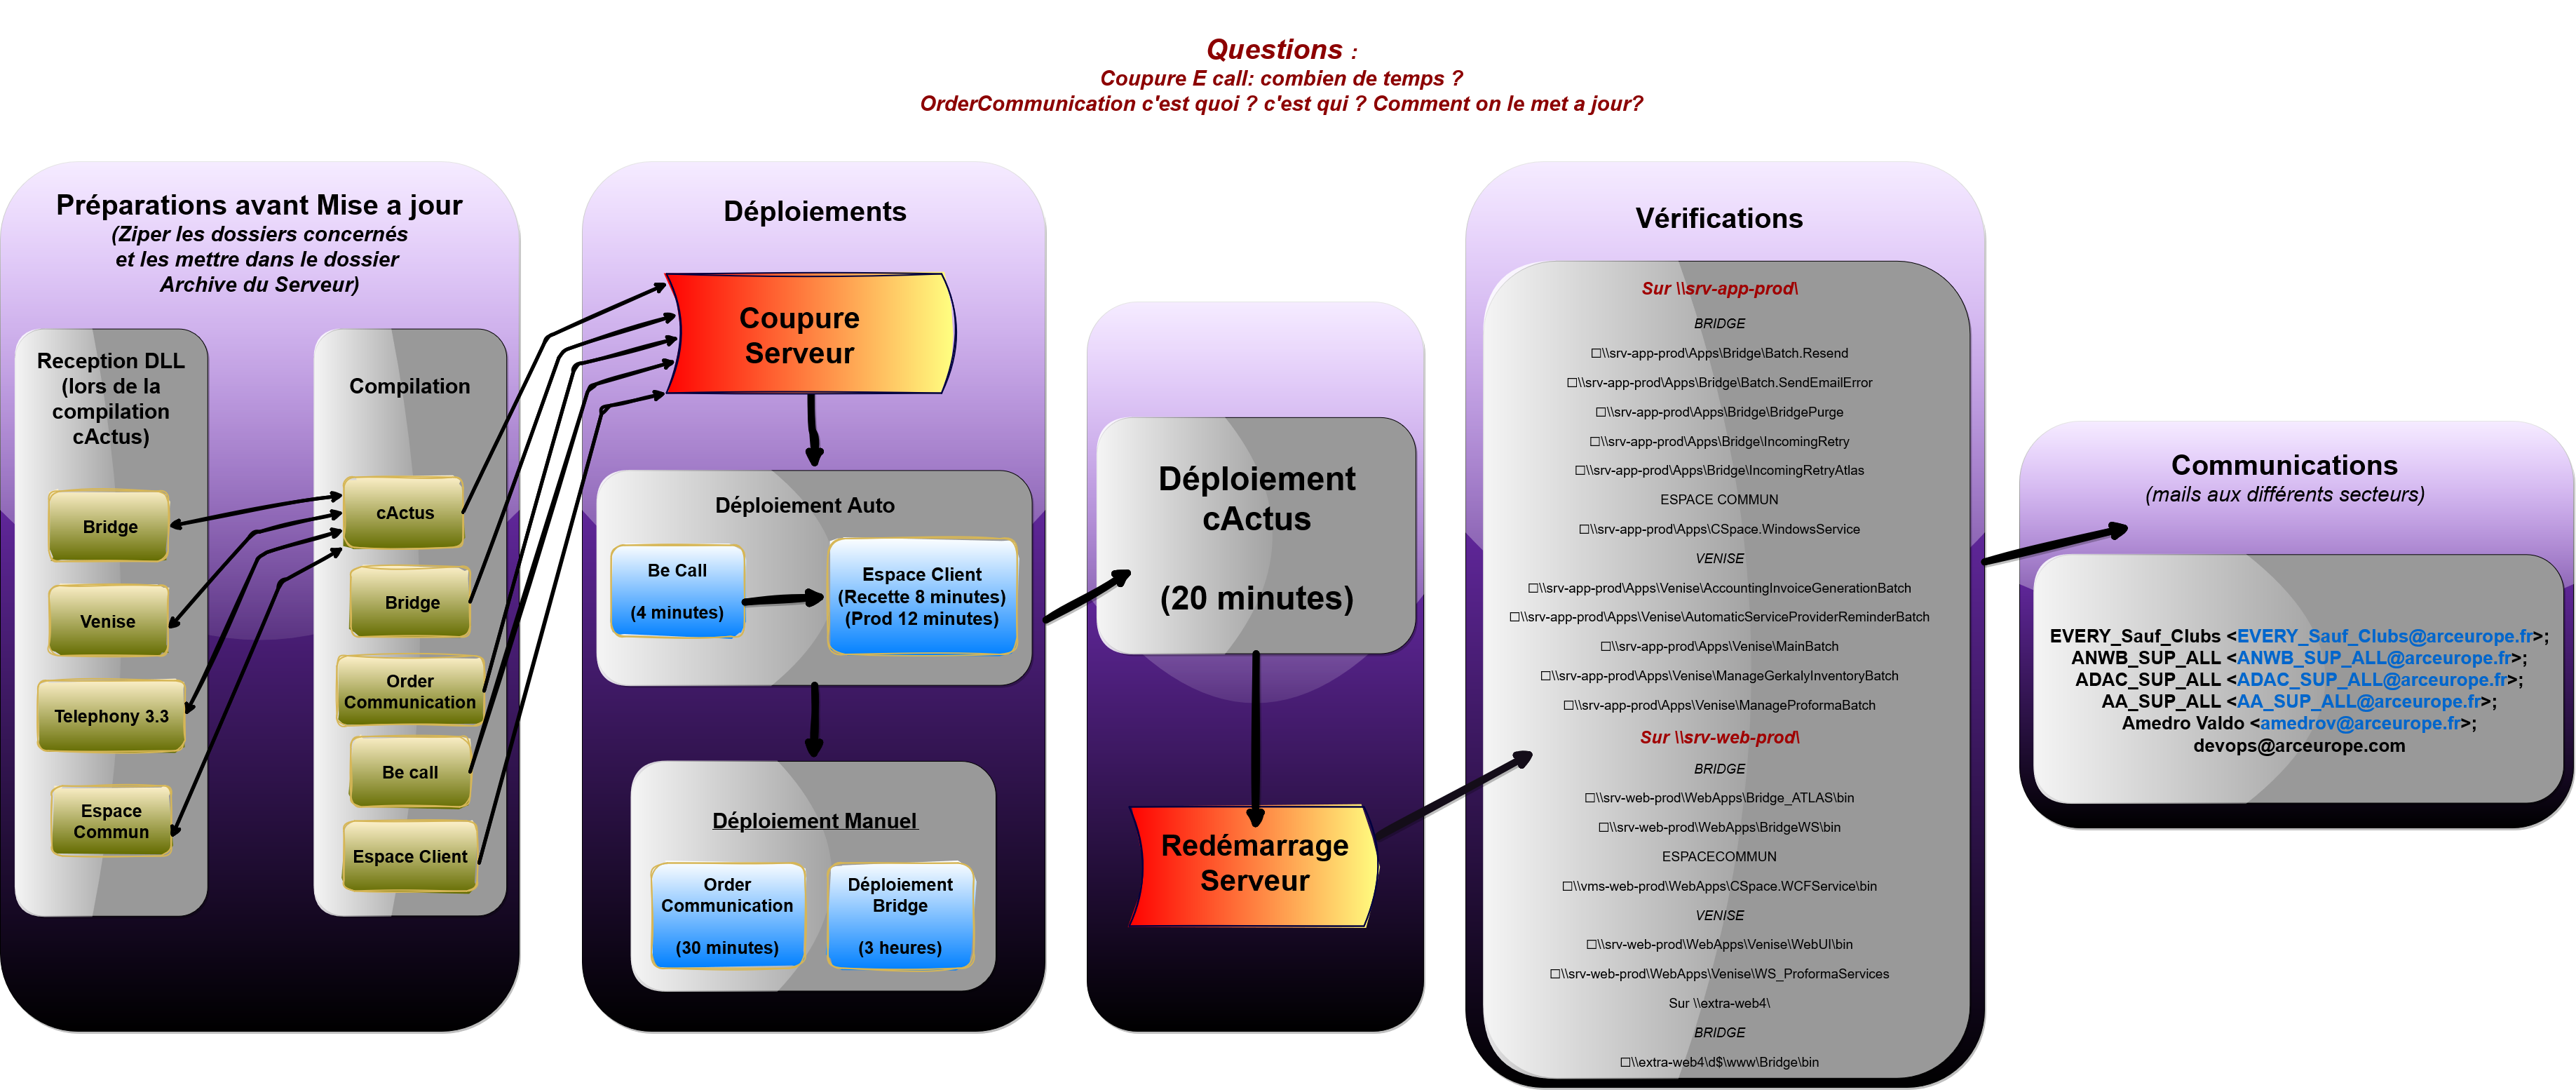 Questions :
Coupure E call: combien de temps ?
OrderCommunication c'est quoi ? c'est qui ? Comment on le met a jour?
Préparations avant Mise a jour
(Ziper les dossiers concernés
et les mettre dans le dossier
Archive du Serveur)
Reception DLL
(lors de la
compilation
cActus)
Bridge
Venise
Telephony 3.3
Espace
Commun
Compilation
cActus
Bridge
Order
Communication
Be call
Espace Client
Déploiements
Coupure
Serveur
Déploiement Auto
Be Call
(4 minutes)
Espace Client
(Recette 8 minutes)
(Prod 12 minutes)
Déploiement Manuel
Order
Communication
(30 minutes)
Déploiement
Bridge
(3 heures)
Déploiement
cActus
(20 minutes)
Redémarrage
Serveur
Vérifications
Sur \\srv-app-prod\
BRIDGE
☐\\srv-app-prod\Apps\Bridge\Batch.Resend
☐\\srv-app-prod\Apps\Bridge\Batch.SendEmailError
☐\\srv-app-prod\Apps\Bridge\BridgePurge
☐\\srv-app-prod\Apps\Bridge\IncomingRetry
☐\\srv-app-prod\Apps\Bridge\IncomingRetryAtlas
ESPACE COMMUN
☐\\srv-app-prod\Apps\CSpace.WindowsService
VENISE
☐\\srv-app-prod\Apps\Venise\AccountingInvoiceGenerationBatch
☐\\srv-app-prod\Apps\Venise\AutomaticServiceProviderReminderBatch
☐\\srv-app-prod\Apps\Venise\MainBatch
☐\\srv-app-prod\Apps\Venise\ManageGerkalyInventoryBatch
☐\\srv-app-prod\Apps\Venise\ManageProformaBatch
Sur \\srv-web-prod\
BRIDGE
☐\\srv-web-prod\WebApps\Bridge_ATLAS\bin
☐\\srv-web-prod\WebApps\BridgeWS\bin
ESPACECOMMUN
☐\\vms-web-prod\WebApps\CSpace.WCFService\bin
VENISE
☐\\srv-web-prod\WebApps\Venise\WebUI\bin
☐\\srv-web-prod\WebApps\Venise\WS_ProformaServices
Sur \\extra-web4\
BRIDGE
☐\\extra-web4\d$\www\Bridge\bin
Communications
(mails aux différents secteurs)
EVERY_Sauf_Clubs <EVERY_Sauf_Clubs@arceurope.fr>;
ANWB_SUP_ALL <ANWB_SUP_ALL@arceurope.fr>;
ADAC_SUP_ALL <ADAC_SUP_ALL@arceurope.fr>;
AA_SUP_ALL <AA_SUP_ALL@arceurope.fr>;
Amedro Valdo <amedrov@arceurope.fr>;
devops@arceurope.com